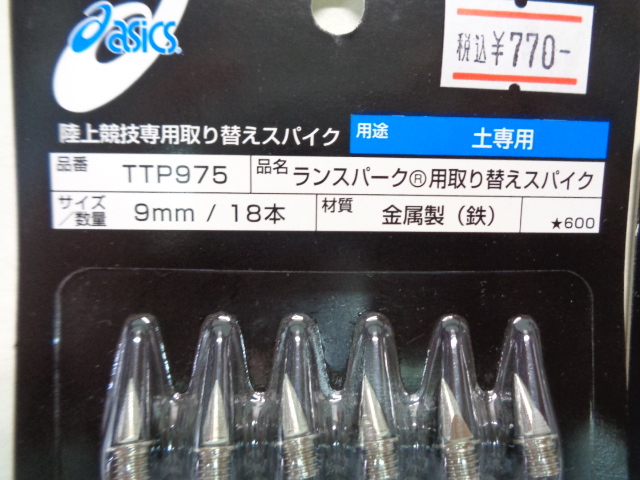 asics
税込¥770-
陸上競技専用取り替えスパイク 用途 土専用
品番 TTP975 品名 ランスパーク®用取り替えスパイク
サイズ/数量 9mm / 18本 材質 金属製（鉄） ★600